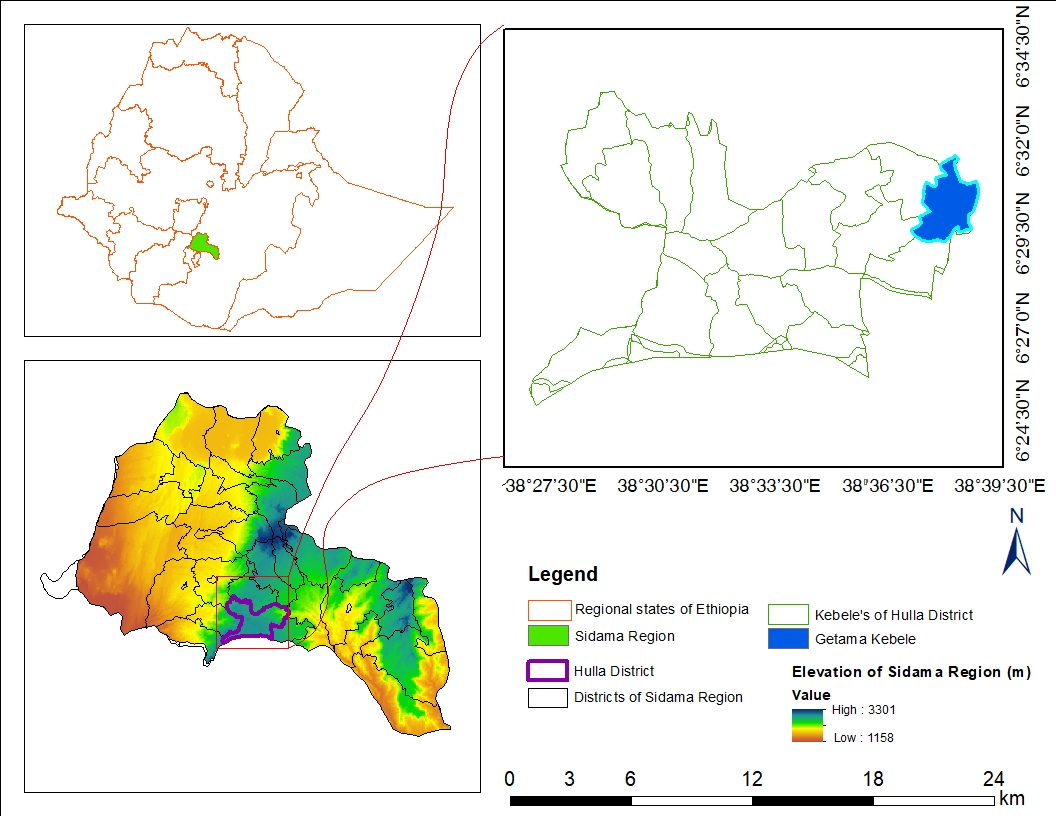 6°34'30"N
6°32'0"N
6°29'30"N
6°27'0"N
6°24'30"N
38°27'30"E 38°30'30"E 38°33'30"E 38°36'30"E 38°39'30"E
N
Legend
Regional states of Ethiopia
Sidama Region
Hulla District
Districts of Sidama Region
Kebele's of Hulla District
Getama Kebele
Elevation of Sidama Region (m)
Value
High : 3301
Low : 1158
0 3 6 12 18 24
km